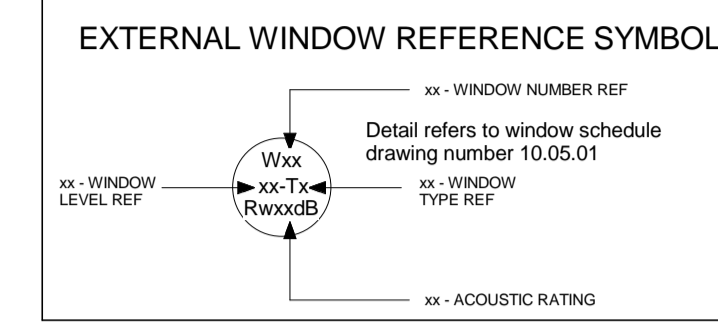 EXTERNAL WINDOW REFERENCE SYMBOL
xx - WINDOW NUMBER REF
Detail refers to window schedule
drawing number 10.05.01
Wxx
xx-Tx
RwxxdB
xx - WINDOW
LEVEL REF
xx - WINDOW
TYPE REF
xx - ACOUSTIC RATING